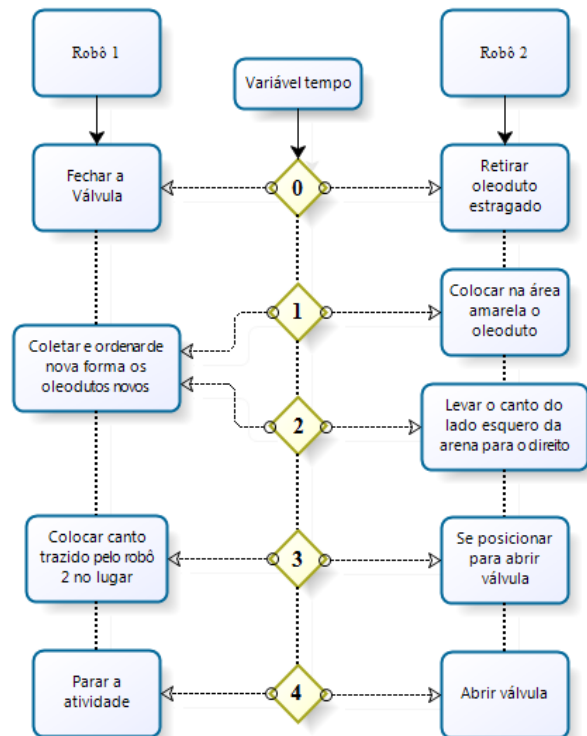 Robô 1
Variável tempo
Robô 2
Fechar a
Válvula
0
Retirar
oleoduto
estragado
1
Colocar na área
amarela o
oleoduto
Coletar e ordenar de
nova forma os
oleodutos novos
2
Levar o canto do
lado esquero da
arena para o direito
Colocar canto
trazido pelo robô
2 no lugar
3
Se posicionar
para abrir
válvula
Parar a
atividade
4
Abrir válvula